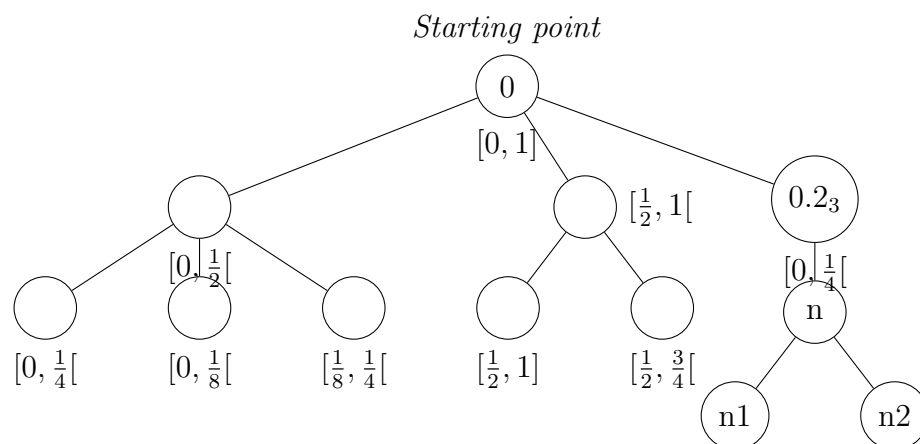 Starting point
0
[0, 1]
0.2₃
[½, 1[
[0, ½[
[0, ¼[
n
[0, ¼[
[0, ⅛[
[⅛, ¼[
[½, 1]
[½, ¾[
n1
n2